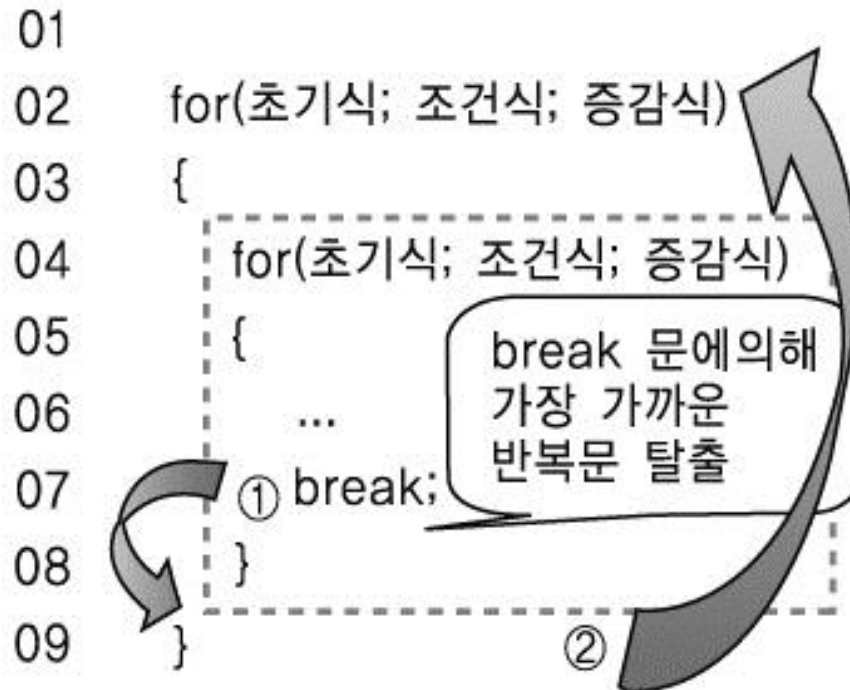 01
02 for(초기식; 조건식; 증감식)
03 {
04 for(초기식; 조건식; 증감식)
05 {
06 ...
07 ① break;
08 }
09 }
break 문에의해
가장 가까운
반복문 탈출
②